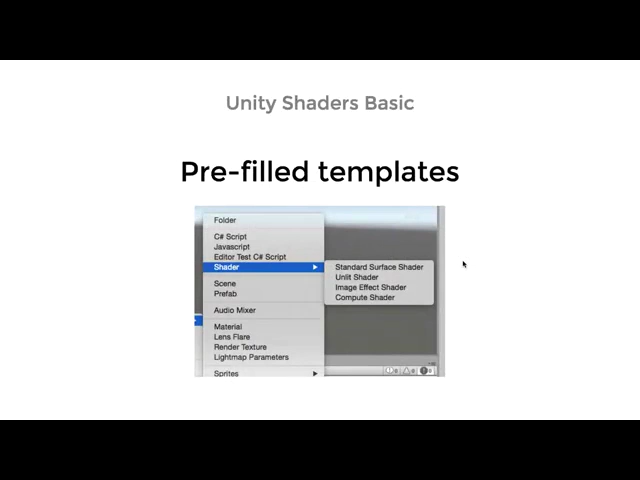 Unity Shaders Basic
Pre-filled templates
Folder
C# Script
Javascript
Editor Test C# Script
Shader
Standard Surface Shader
Unlit Shader
Image Effect Shader
Compute Shader
Scene
Prefab
Audio Mixer
Material
Lens Flare
Render Texture
Lightmap Parameters
Sprites